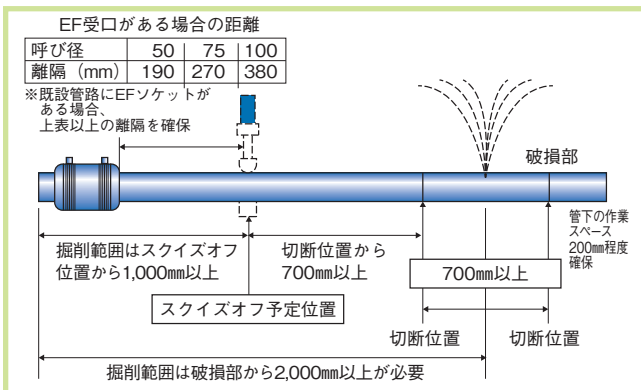 EF受口がある場合の距離
呼び径 50 75 100
離隔（mm） 190 270 380
※既設管路にEFソケットが
ある場合、
上表以上の離隔を確保
破損部
管下の作業
スペース
200mm程度
確保
掘削範囲はスクイズオフ
位置から1,000mm以上
切断位置から
700mm以上
700mm以上
スクイズオフ予定位置
切断位置 切断位置
掘削範囲は破損部から2,000mm以上が必要